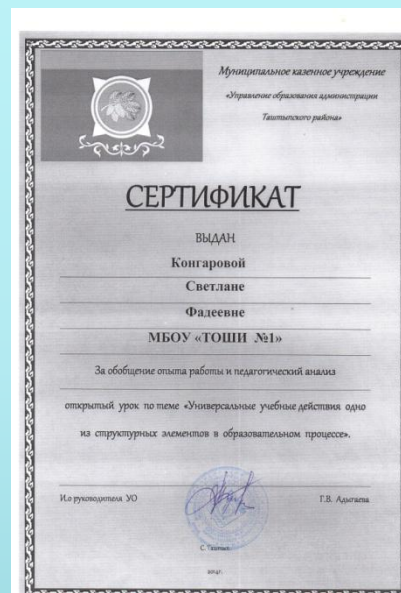 Муниципальное казенное учреждение
«Управление образования администрации
Таштыпского района»
СЕРТИФИКАТ
ВЫДАН
Конгаровой
Светлане
Фадеевне
МБОУ «ТОШИ №1»
За обобщение опыта работы и педагогический анализ
открытый урок по теме «Универсальные учебные действия одно
из структурных элементов в образовательном процессе».
И.о руководителя УО
Г.В. Адыгаева
С. Таштып
2014г.